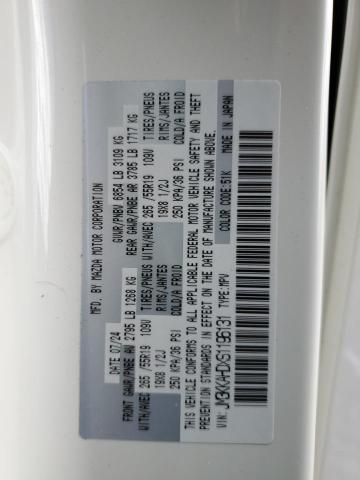 MFD. BY MAZDA MOTOR CORPORATION
DATE 07/24 GVWR/PNBV 6854 LB 3109 KG
FRONT GAWR/PNBE AV 2795 LB 1268 KG REAR GAWR/PNBE AR 3785 LB 1717 KG
WITH/AVEC 265 /55R19 109V TIRES/PNEUS WITH/AVEC 265 /55R19 109V TIRES/PNEUS
19X8 1/2J RIMS/JANTES 19X8 1/2J RIMS/JANTES
250 KPA/36 PSI COLD/A FROID 250 KPA/36 PSI COLD/A FROID
THIS VEHICLE CONFORMS TO ALL APPLICABLE FEDERAL MOTOR VEHICLE SAFETY AND THEFT
PREVENTION STANDARDS IN EFFECT ON THE DATE OF MANUFACTURE SHOWN ABOVE.
COLOR CODE:51K MADE IN JAPAN
VIN: JM3KKAHDXS1195131 TYPE:MPV